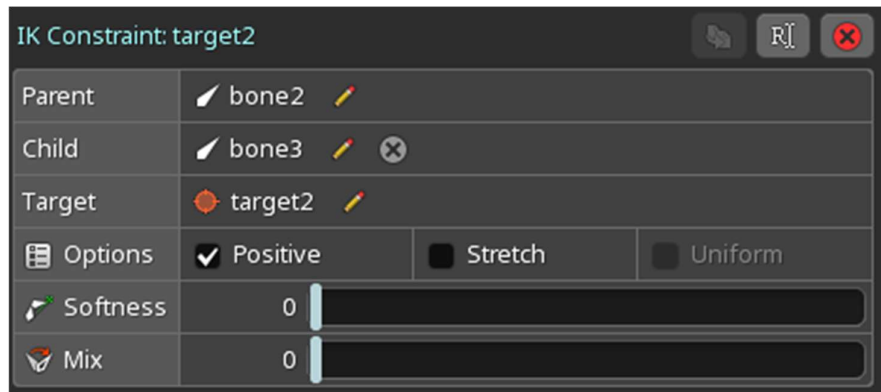 IK Constraint: target2
Parent bone2
Child bone3
Target target2
Options Positive Stretch Uniform
Softness 0
Mix 0